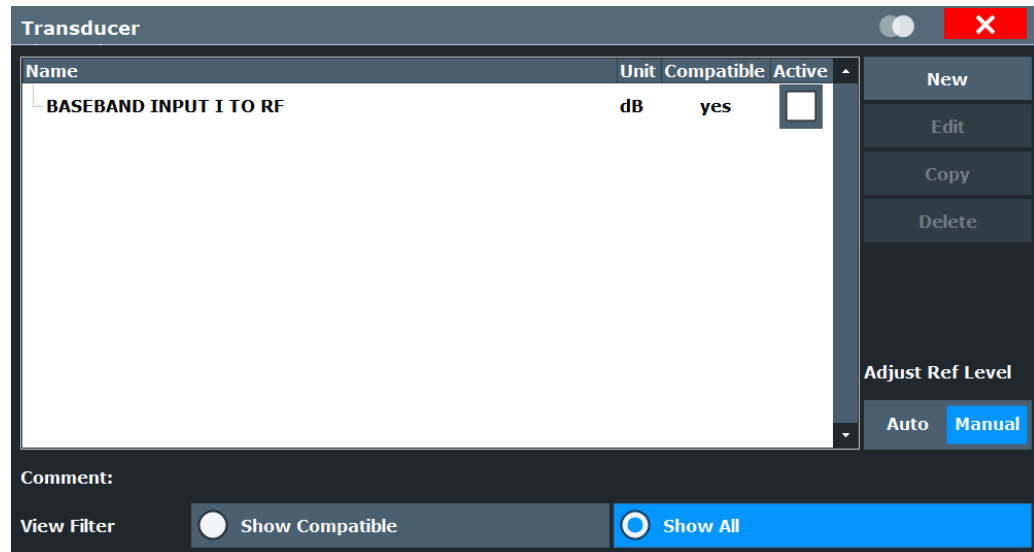 Transducer
Name Unit Compatible Active
BASEBAND INPUT I TO RF dB yes
New
Edit
Copy
Delete
Adjust Ref Level
Auto Manual
Comment:
View Filter Show Compatible Show All